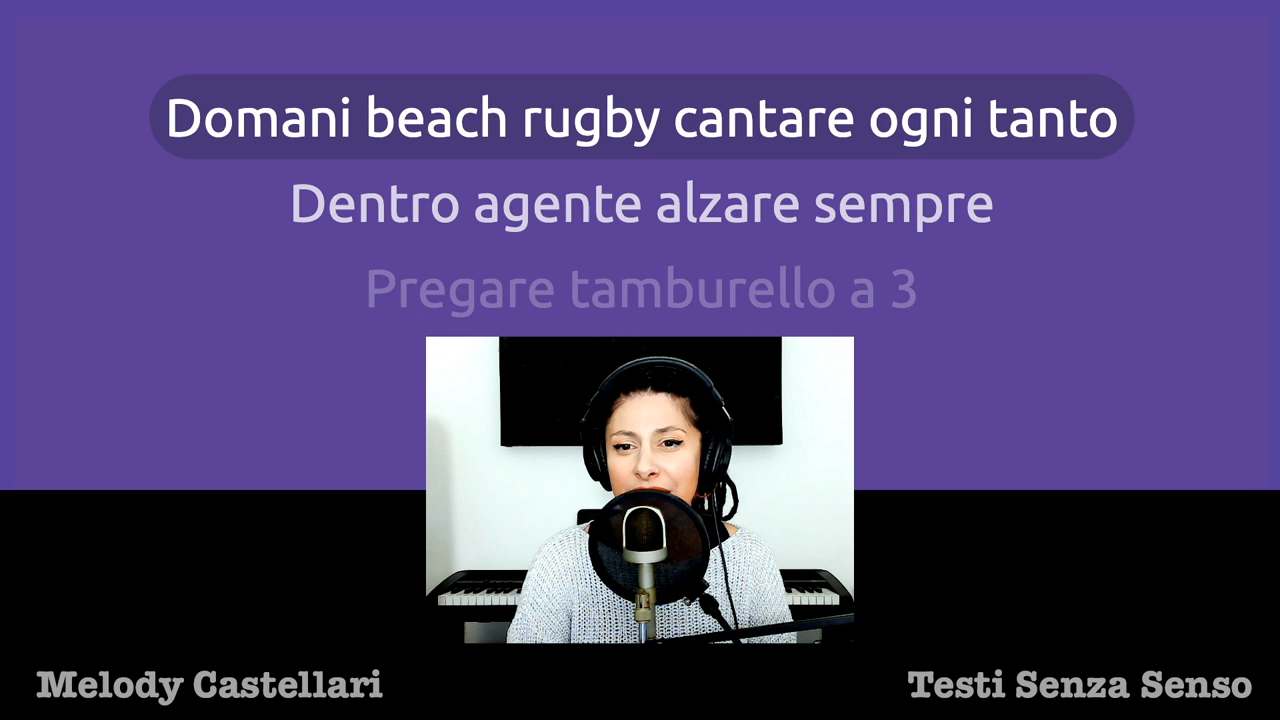 Domani beach rugby cantare ogni tanto
Dentro agente alzare sempre
Pregare tamburello a 3
Melody Castellari
Testi Senza Senso